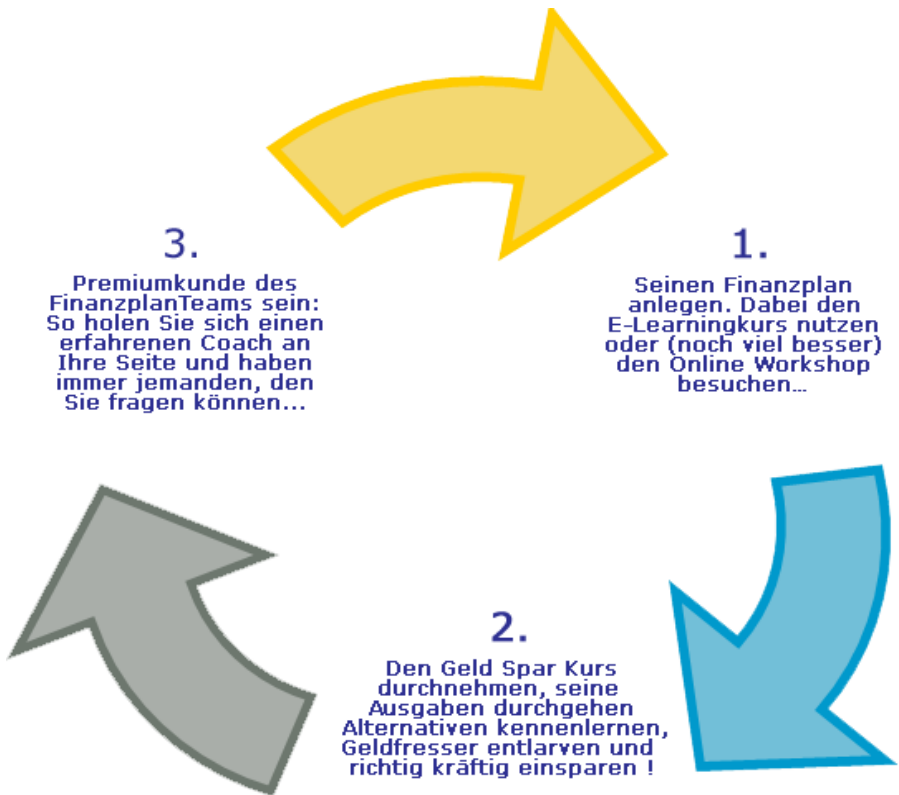 1.
Seinen Finanzplan
anlegen. Dabei den
E-Learningkurs nutzen
oder (noch viel besser)
den Online Workshop
besuchen...
2.
Den Geld Spar Kurs
durchnehmen, seine
Ausgaben durchgehen
Alternativen kennenlernen,
Geldfresser entlarven und
richtig kräftig einsparen !
3.
Premiumkunde des
FinanzplanTeams sein:
So holen Sie sich einen
erfahrenen Coach an
Ihre Seite und haben
immer jemanden, den
Sie fragen können...